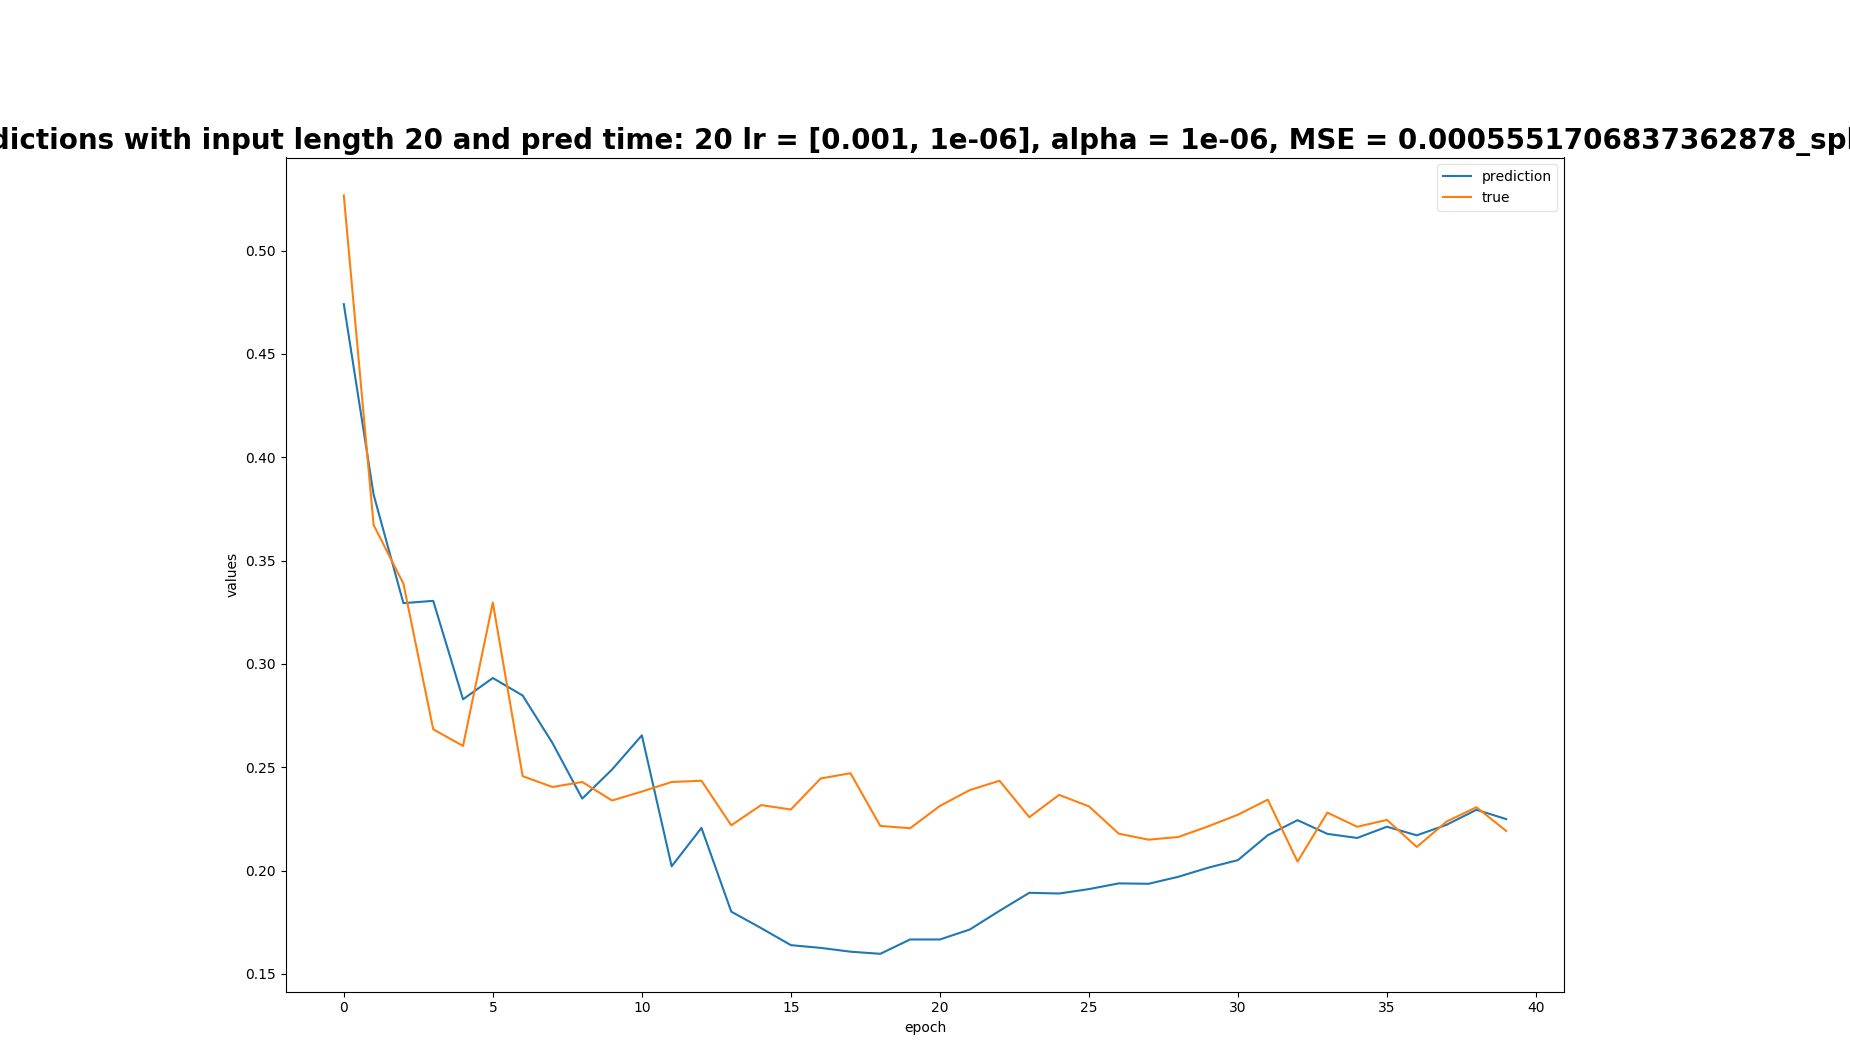 dictions with input length 20 and pred time: 20 lr = [0.001, 1e-06], alpha = 1e-06, MSE = 0.0005551706837362878_spl
prediction
true
0.50
0.45
0.40
0.35
0.30
0.25
0.20
0.15
values
0 5 10 15 20 25 30 35 40
epoch